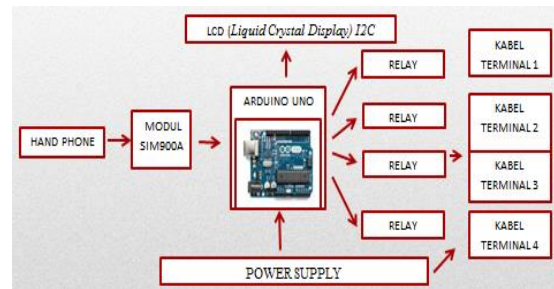 LCD (Liquid Crystal Display) I2C
RELAY
KABEL
TERMINAL 1
ARDUINO UNO
HAND PHONE
MODUL
SIM900A
RELAY
KABEL
TERMINAL 2
RELAY
KABEL
TERMINAL 3
RELAY
KABEL
TERMINAL 4
POWER SUPPLY